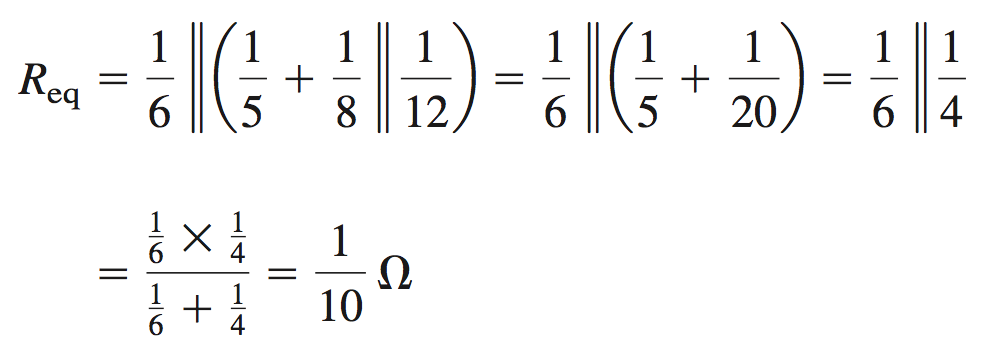 R_eq = 1/6 ∥ (1/5 + 1/8 ∥ 1/12) = 1/6 ∥ (1/5 + 1/20) = 1/6 ∥ 1/4
= (1/6 × 1/4)/(1/6 + 1/4) = 1/10 Ω